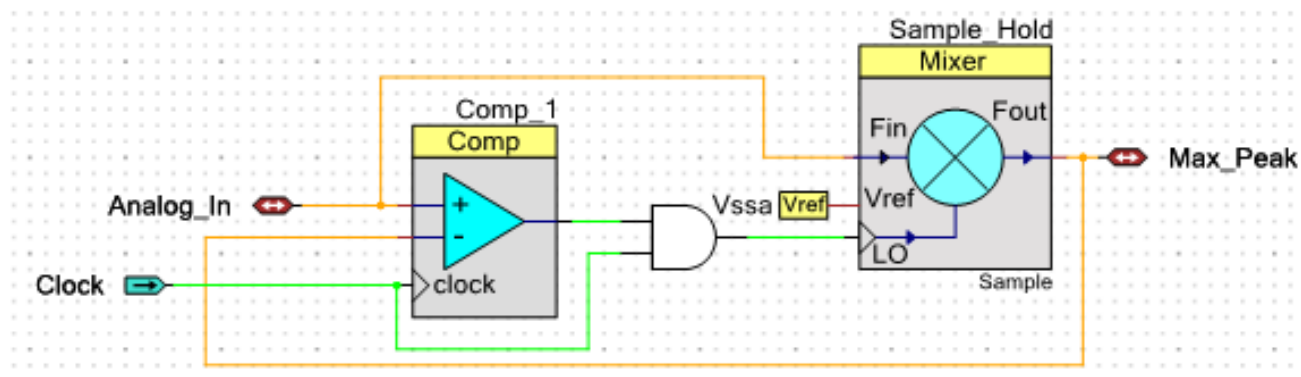 Sample_Hold
Mixer
Comp_1
Comp
Fin
Fout
Max_Peak
Analog_In
+
-
Vssa
Vref
Vref
LO
Clock
clock
Sample